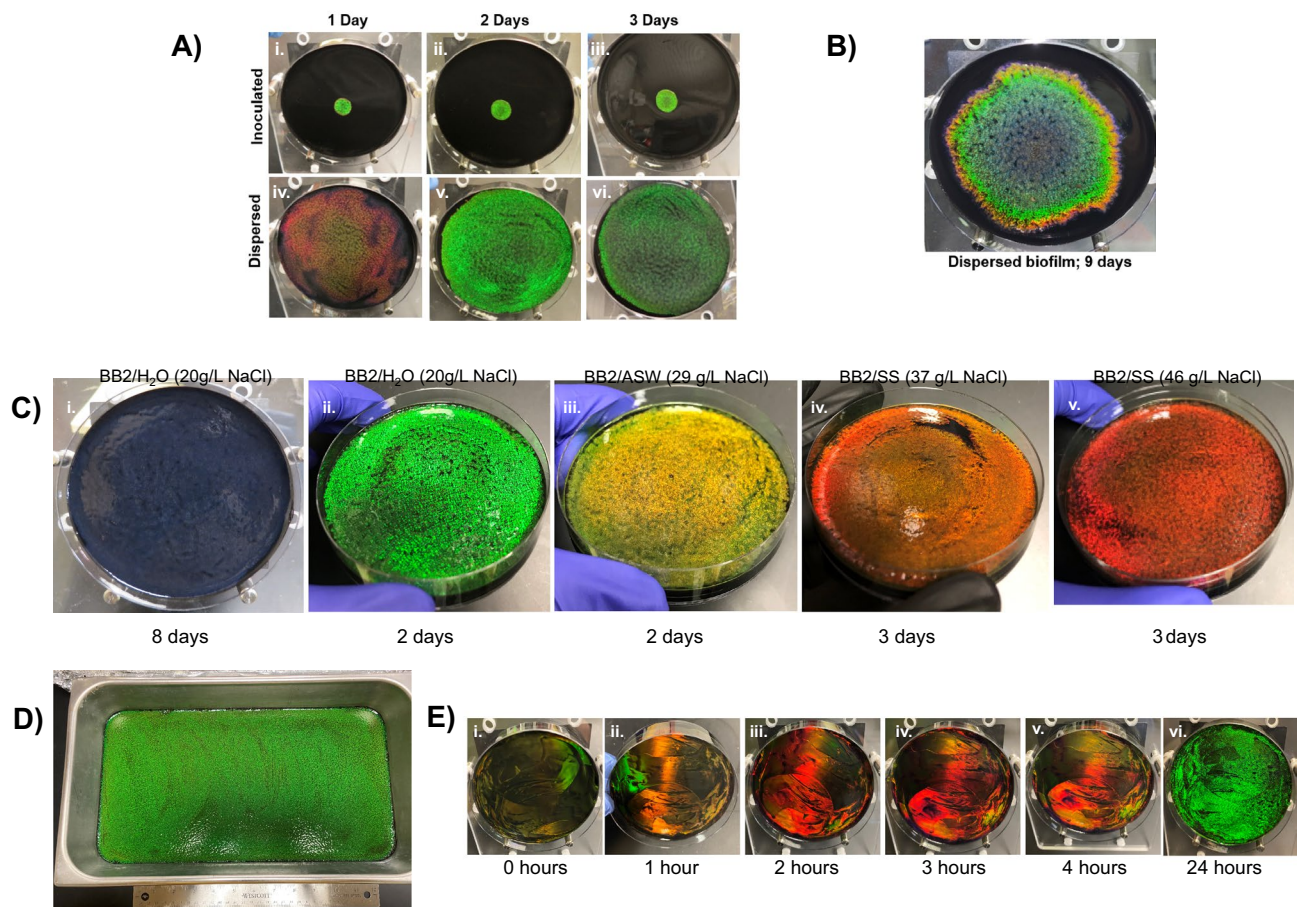 A)
1 Day
2 Days
3 Days
Inoculated
i.
ii.
iii.
Dispersed
iv.
v.
vi.
B)
Dispersed biofilm; 9 days
C)
BB2/H₂O (20g/L NaCl)
BB2/H₂O (20g/L NaCl)
BB2/ASW (29 g/L NaCl)
BB2/SS (37 g/L NaCl)
BB2/SS (46 g/L NaCl)
i.
ii.
iii.
iv.
v.
8 days
2 days
2 days
3 days
3 days
D)
WISCOTT
E)
i.
ii.
iii.
iv.
v.
vi.
0 hours
1 hour
2 hours
3 hours
4 hours
24 hours